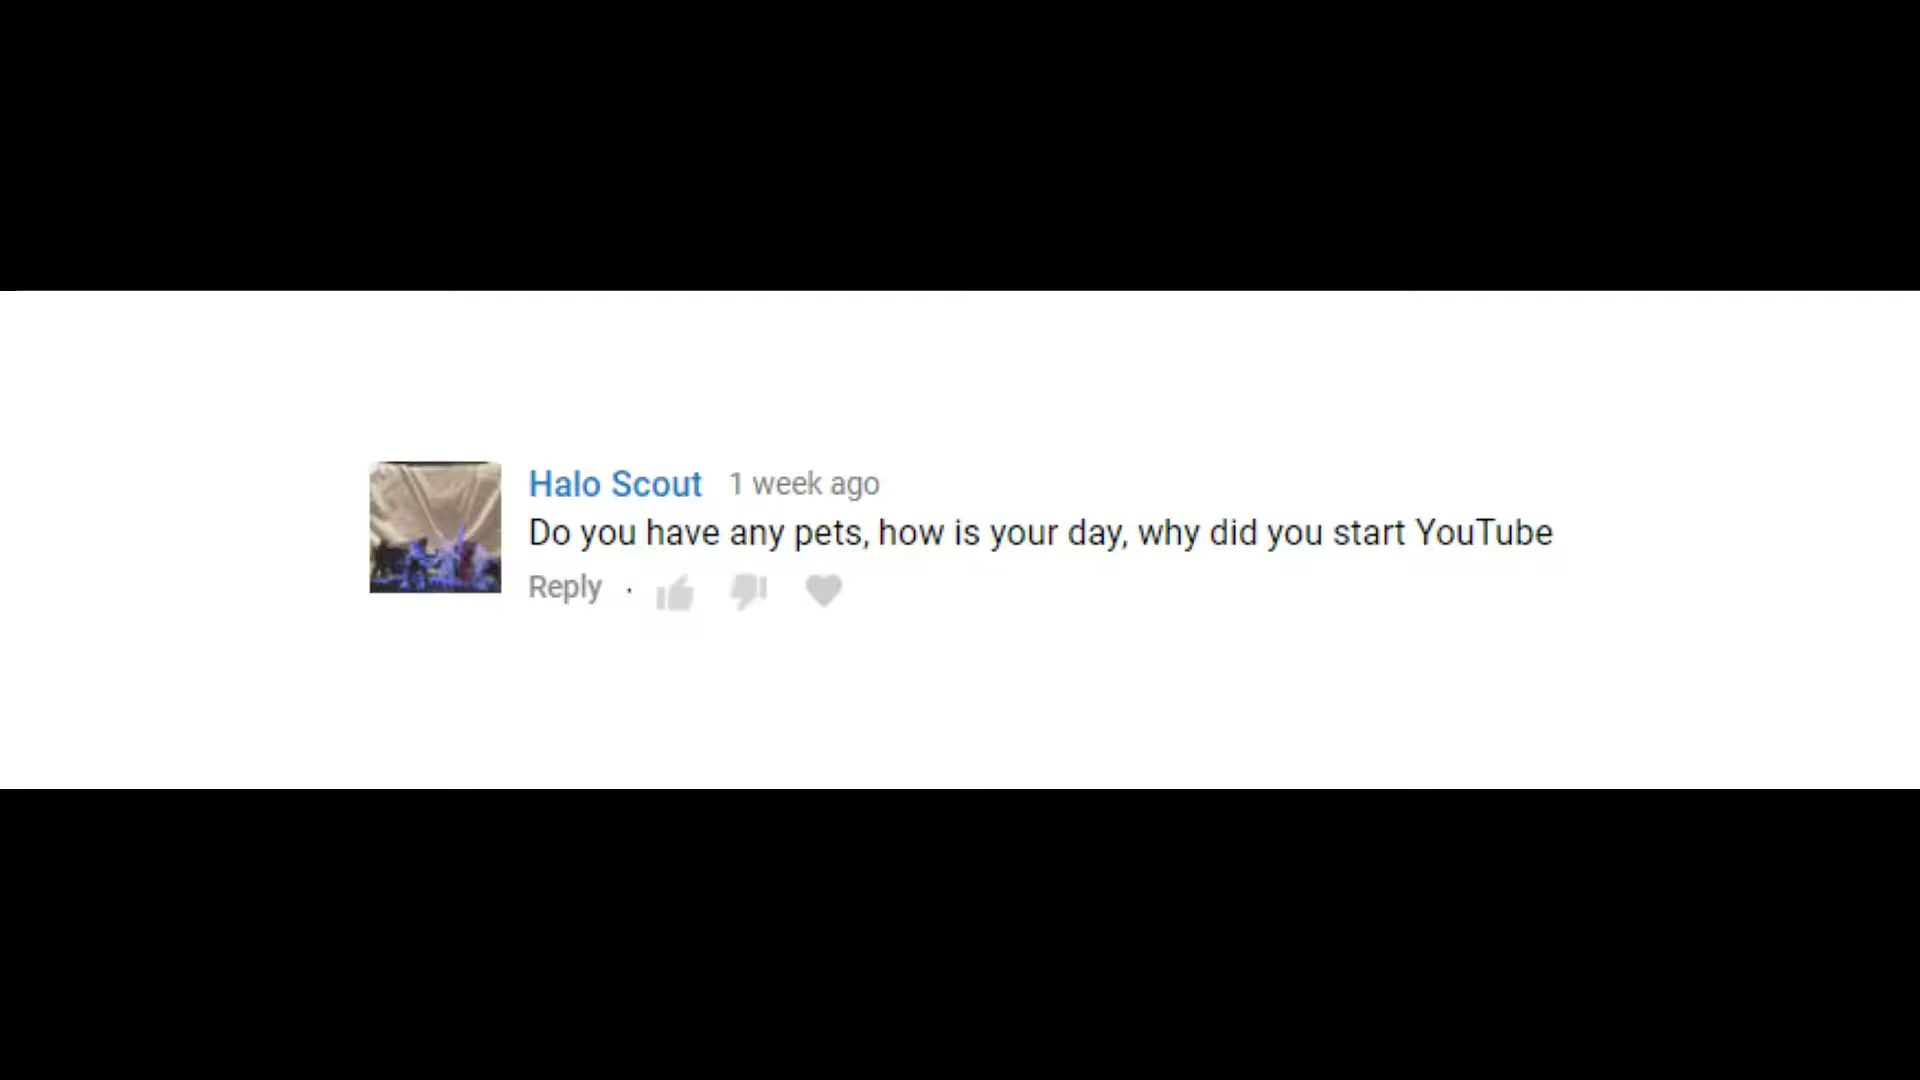 Halo Scout 1 week ago
Do you have any pets, how is your day, why did you start YouTube
Reply ·